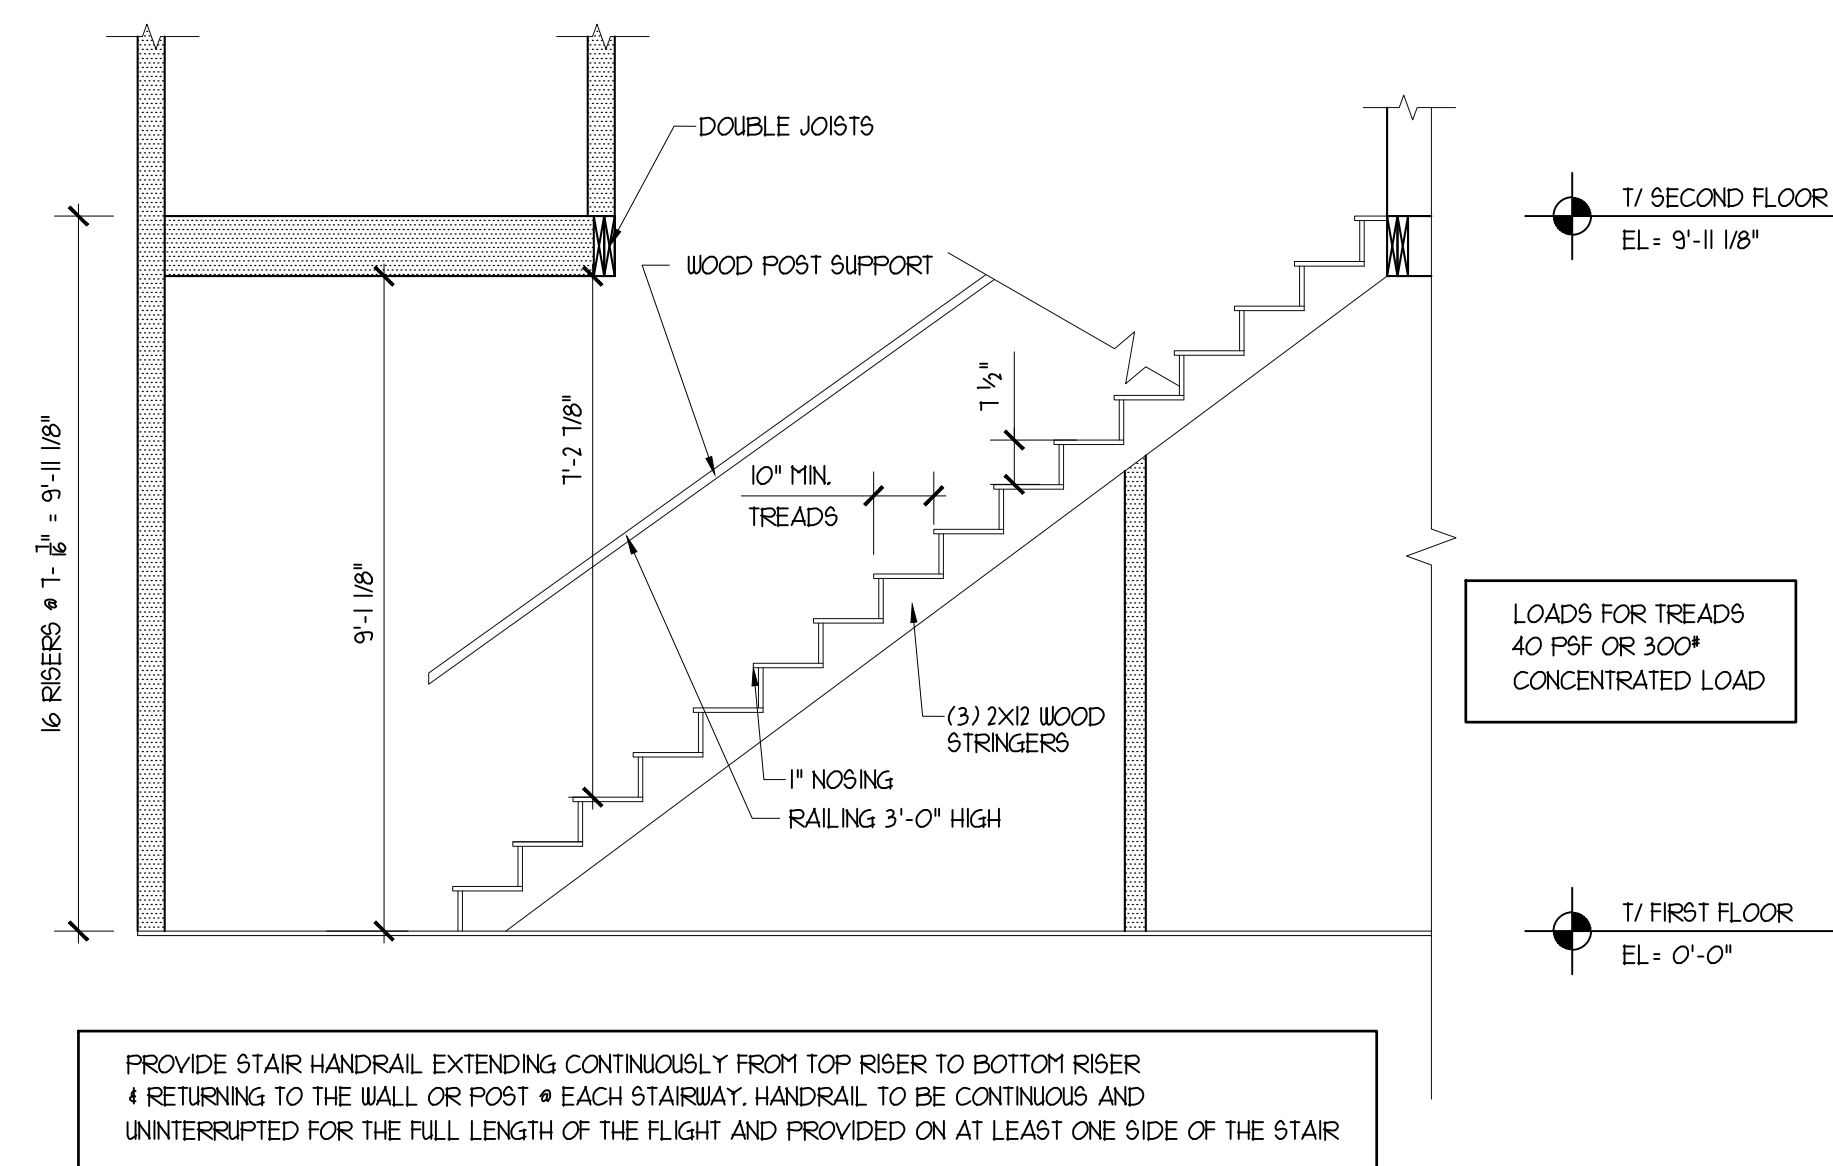 DOUBLE JOISTS
T/ SECOND FLOOR
EL= 9'-11 1/8"
WOOD POST SUPPORT
7 1/2"
7'-2 7/8"
10" MIN.
TREADS
16 RISERS @ 7- 7/16" = 9'-11 1/8"
9'-1 1/8"
LOADS FOR TREADS
40 PSF OR 300#
CONCENTRATED LOAD
(3) 2X12 WOOD
STRINGERS
1" NOSING
RAILING 3'-0" HIGH
T/ FIRST FLOOR
EL= 0'-0"
PROVIDE STAIR HANDRAIL EXTENDING CONTINUOUSLY FROM TOP RISER TO BOTTOM RISER
& RETURNING TO THE WALL OR POST @ EACH STAIRWAY. HANDRAIL TO BE CONTINUOUS AND
UNINTERRUPTED FOR THE FULL LENGTH OF THE FLIGHT AND PROVIDED ON AT LEAST ONE SIDE OF THE STAIR